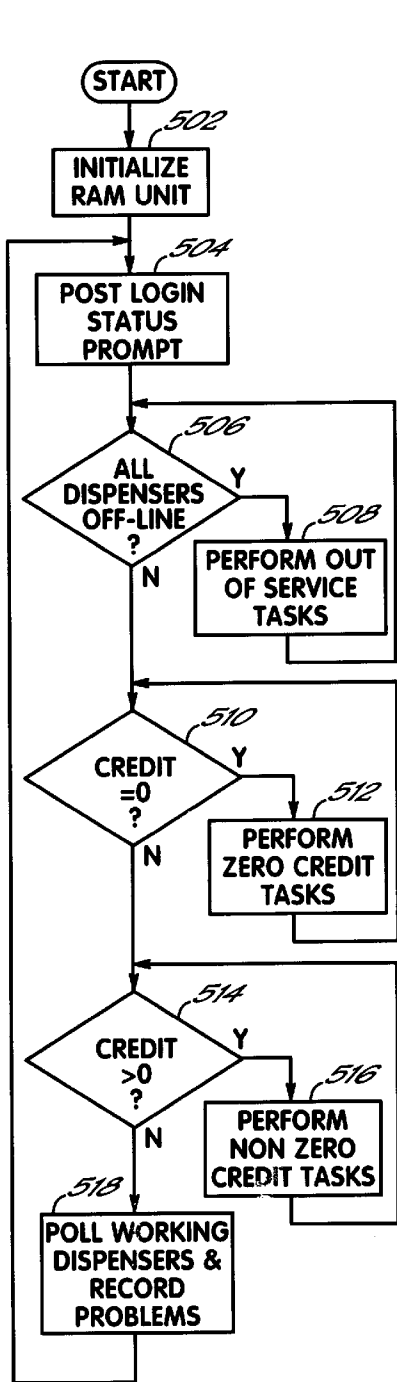 START
502
INITIALIZE
RAM UNIT
504
POST LOGIN
STATUS
PROMPT
506
ALL
DISPENSERS
OFF-LINE
?
Y
N
508
PERFORM OUT
OF SERVICE
TASKS
510
CREDIT
=0
?
Y
N
512
PERFORM
ZERO CREDIT
TASKS
514
CREDIT
>0
?
Y
N
516
PERFORM
NON ZERO
CREDIT TASKS
518
POLL WORKING
DISPENSERS &
RECORD
PROBLEMS